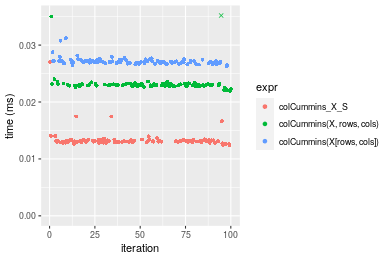 0.03
0.02
0.01
0.00
time (ms)
0
25
50
75
100
iteration
expr
colCummins_X_S
colCummins(X, rows, cols)
colCummins(X[rows, cols])